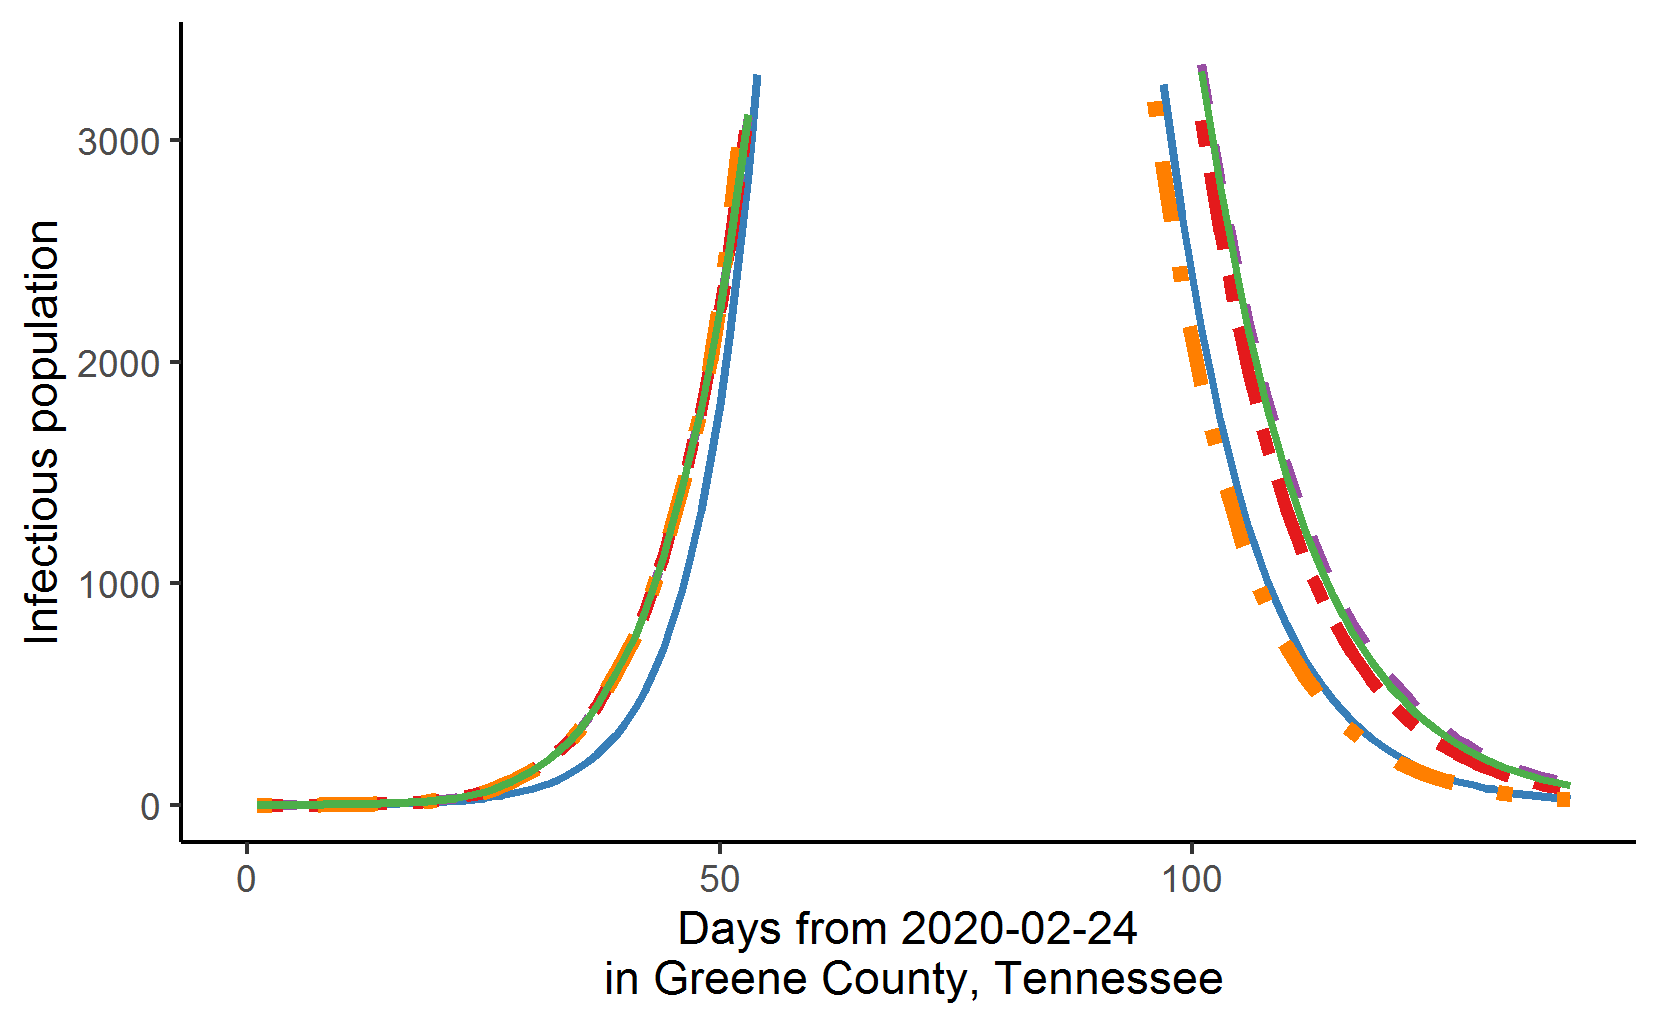 Infectious population
3000
2000
1000
0
0 50 100
Days from 2020-02-24
in Greene County, Tennessee